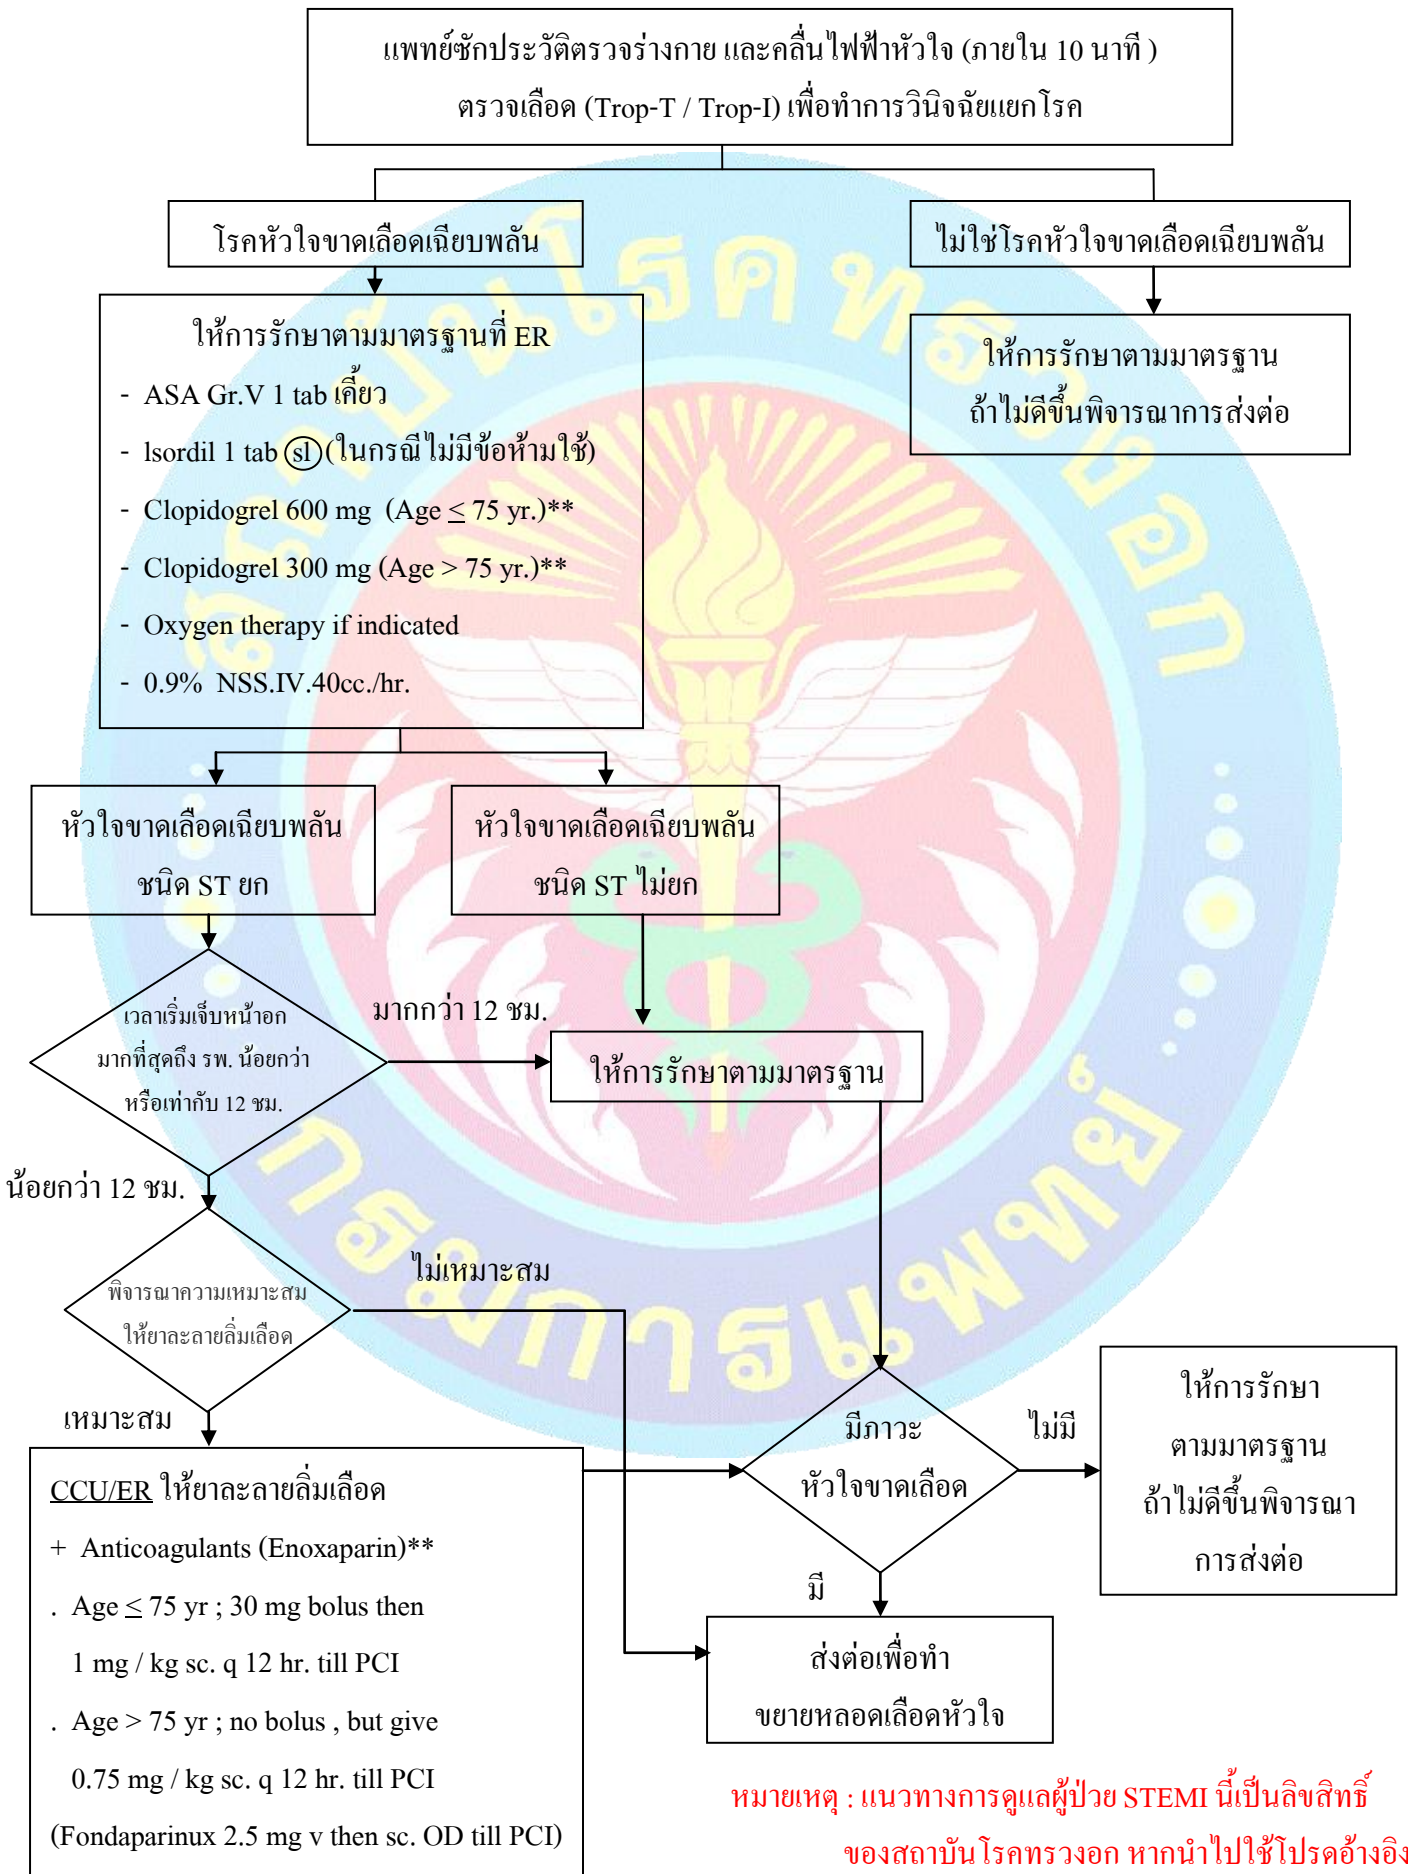 แพทย์ซักประวัติตรวจร่างกาย และคลื่นไฟฟ้าหัวใจ (ภายใน 10 นาที )
ตรวจเลือด (Trop-T / Trop-I) เพื่อทำการวินิจฉัยแยกโรค
โรคหัวใจขาดเลือดเฉียบพลัน
ไม่ใช่โรคหัวใจขาดเลือดเฉียบพลัน
ให้การรักษาตามมาตรฐานที่ ER
- ASA Gr.V 1 tab เคี้ยว
- lsordil 1 tab sl (ในกรณีไม่มีข้อห้ามใช้)
- Clopidogrel 600 mg (Age ≤ 75 yr.)**
- Clopidogrel 300 mg (Age > 75 yr.)**
- Oxygen therapy if indicated
- 0.9% NSS.IV.40cc./hr.
ให้การรักษาตามมาตรฐาน
ถ้าไม่ดีขึ้นพิจารณาการส่งต่อ
หัวใจขาดเลือดเฉียบพลัน
ชนิด ST ยก
หัวใจขาดเลือดเฉียบพลัน
ชนิด ST ไม่ยก
เวลาเริ่มเจ็บหน้าอก
มากที่สุดถึง รพ. น้อยกว่า
หรือเท่ากับ 12 ชม.
มากกว่า 12 ชม.
ให้การรักษาตามมาตรฐาน
น้อยกว่า 12 ชม.
พิจารณาความเหมาะสม
ให้ยาละลายลิ่มเลือด
ไม่เหมาะสม
เหมาะสม
CCU/ER ให้ยาละลายลิ่มเลือด
+ Anticoagulants (Enoxaparin)**
. Age ≤ 75 yr ; 30 mg bolus then
1 mg / kg sc. q 12 hr. till PCI
. Age > 75 yr ; no bolus , but give
0.75 mg / kg sc. q 12 hr. till PCI
(Fondaparinux 2.5 mg v then sc. OD till PCI)
มีภาวะ
หัวใจขาดเลือด
ไม่มี
มี
ให้การรักษา
ตามมาตรฐาน
ถ้าไม่ดีขึ้นพิจารณา
การส่งต่อ
ส่งต่อเพื่อทำ
ขยายหลอดเลือดหัวใจ
หมายเหตุ : แนวทางการดูแลผู้ป่วย STEMI นี้เป็นลิขสิทธิ์
ของสถาบันโรคทรวงอก หากนำไปใช้โปรดอ้างอิง
สถาบันโรคทรวงอก
กรมการแพทย์